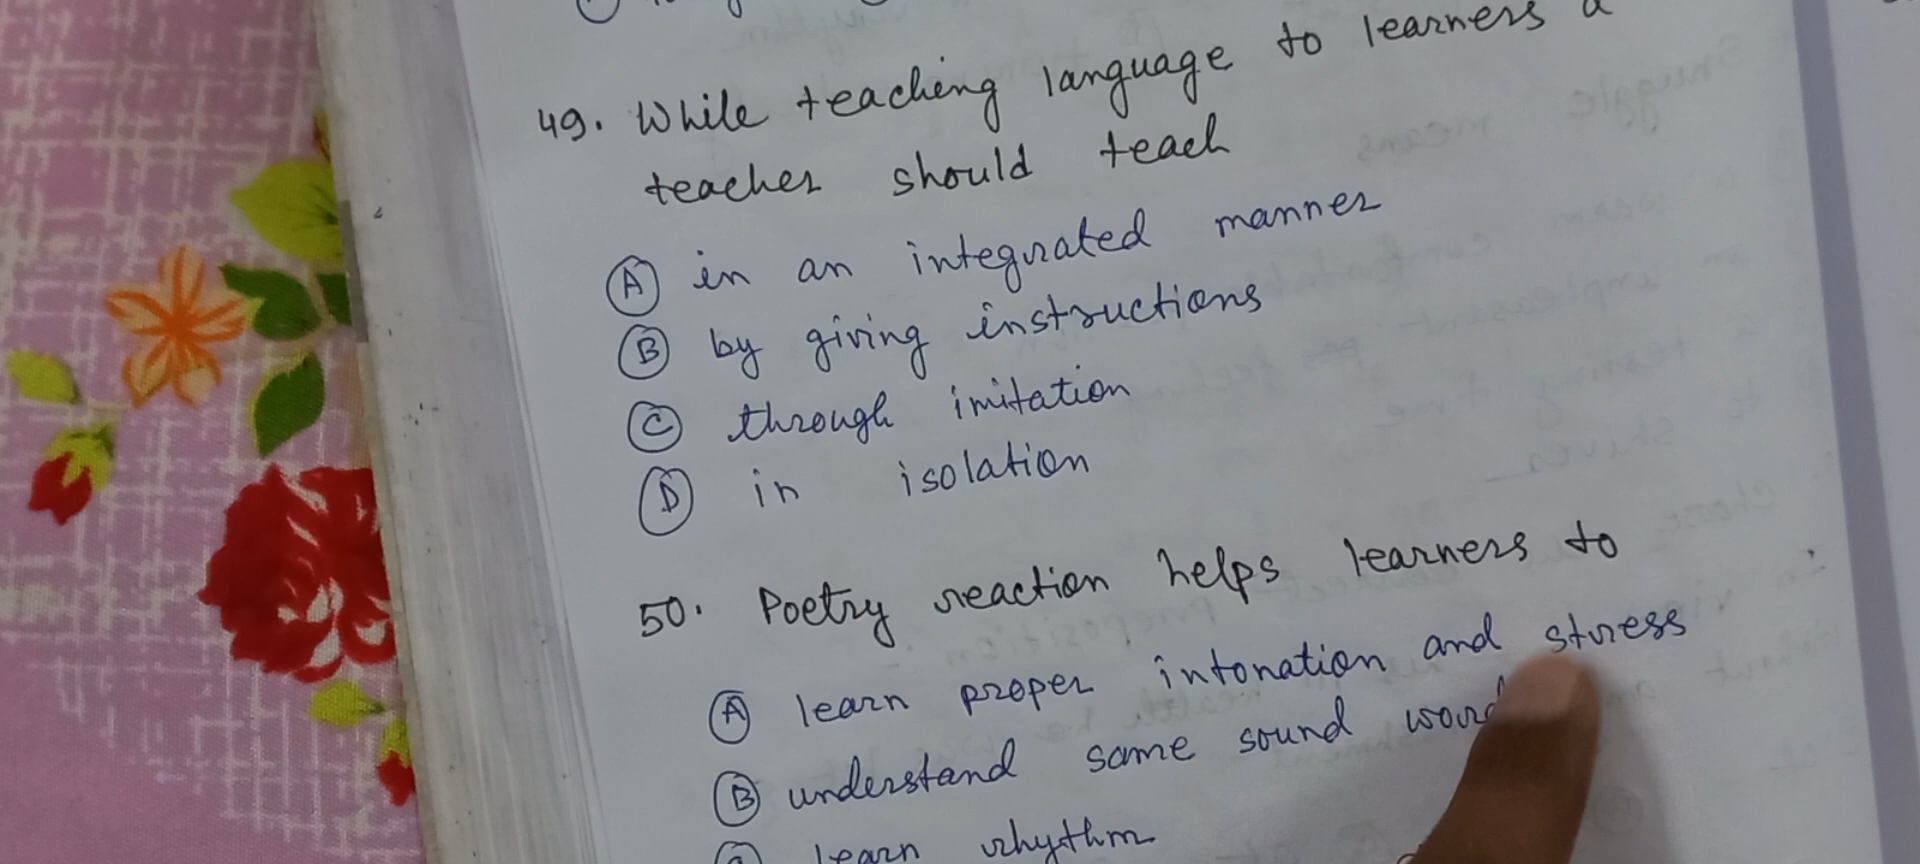 49. While teaching language to learners a
teacher should teach
(A) in an integrated manner
(B) by giving instructions
(C) through imitation
(D) in isolation
50. Poetry reaction helps learners to
(A) learn proper intonation and stress
(B) understand same sound word
(C) learn rhythm